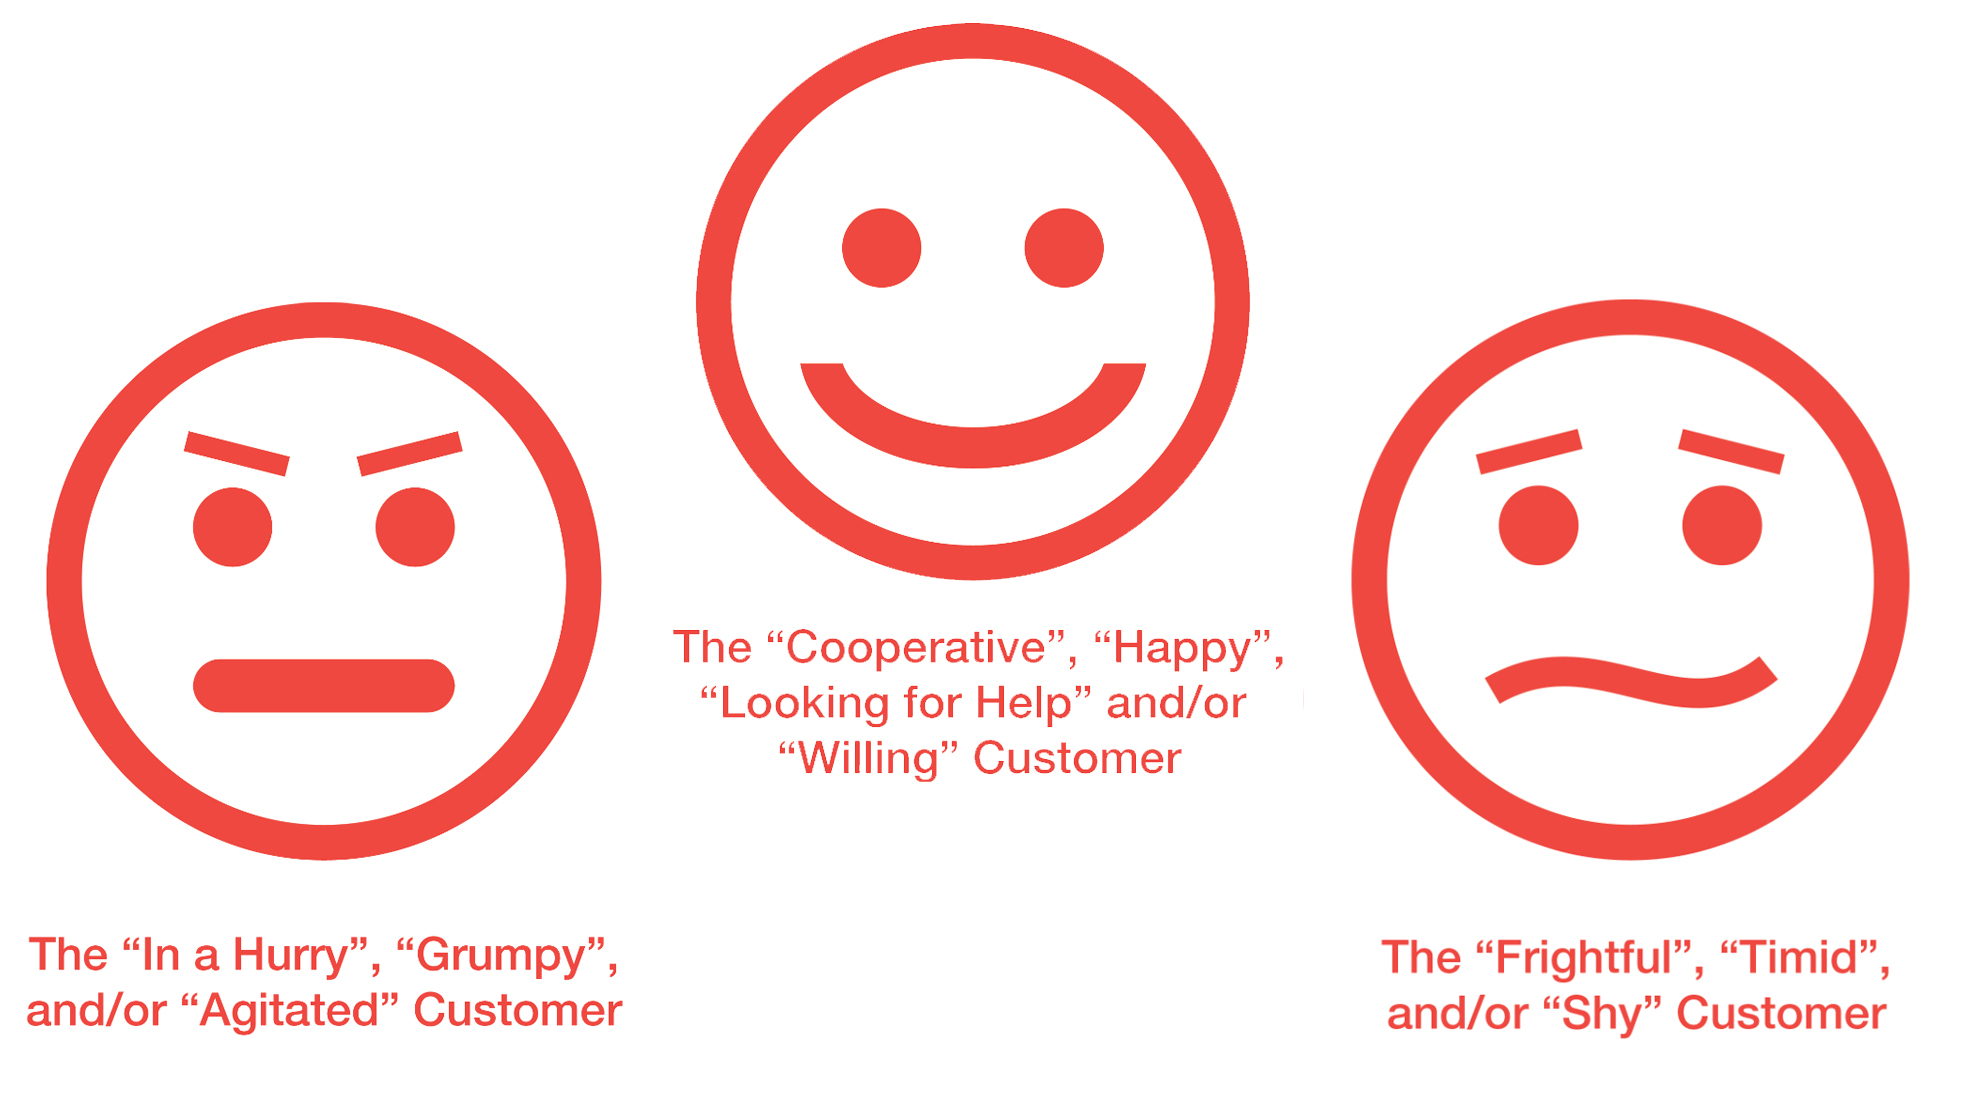 The “Cooperative”, “Happy”,
“Looking for Help” and/or
“Willing” Customer
The “In a Hurry”, “Grumpy”,
and/or “Agitated” Customer
The “Frightful”, “Timid”,
and/or “Shy” Customer